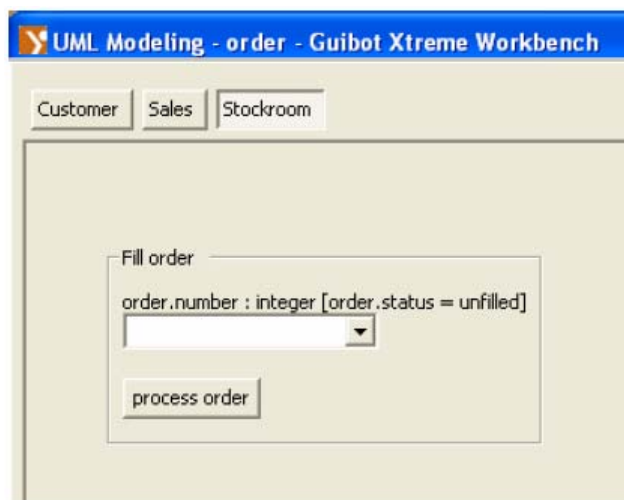 UML Modeling - order - Guibot Xtreme Workbench
Customer Sales Stockroom
Fill order
order.number : integer [order.status = unfilled]
process order